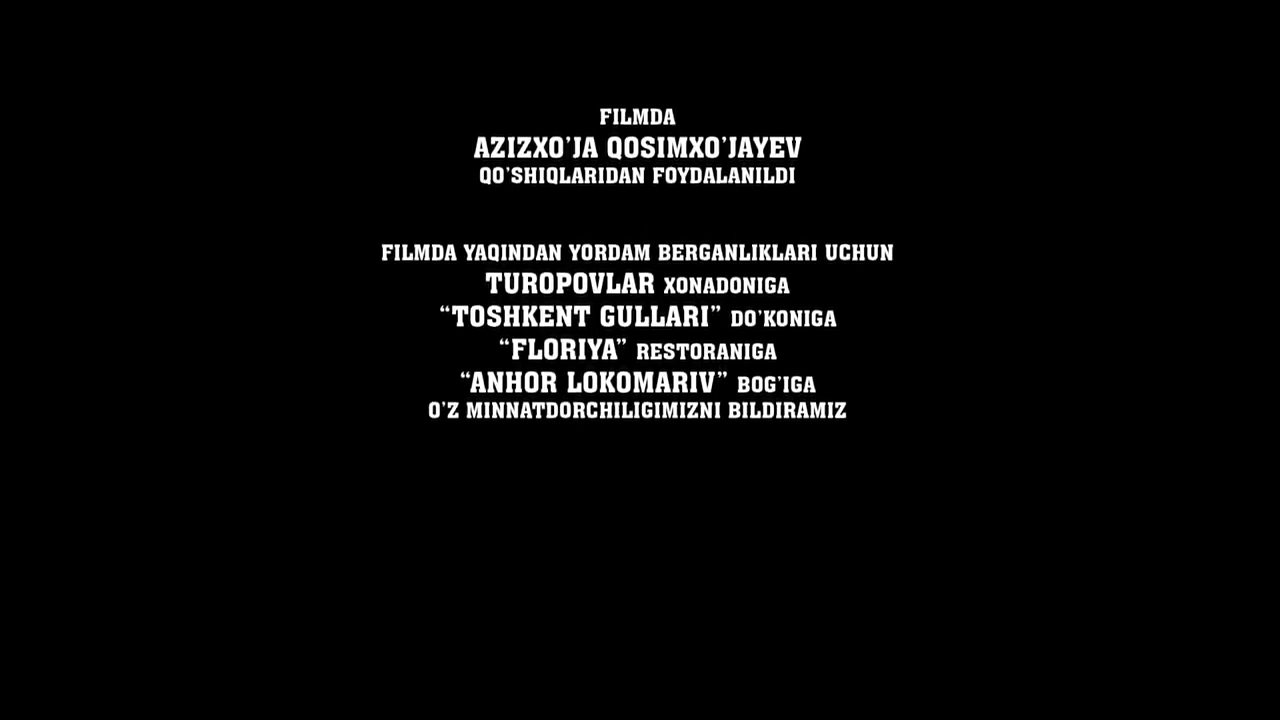 FILMDA
AZIZXO’JA QOSIMXO’JAYEV
QO’SHIQLARIDAN FOYDALANILDI
FILMDA YAQINDAN YORDAM BERGANLIKLARI UCHUN
TUROPOVLAR XONADONIGA
“TOSHKENT GULLARI” DO’KONIGA
“FLORIYA” RESTORANIGA
“ANHOR LOKOMARIV” BOG’IGA
O’Z MINNATDORCHILIGIMIZNI BILDIRAMIZ